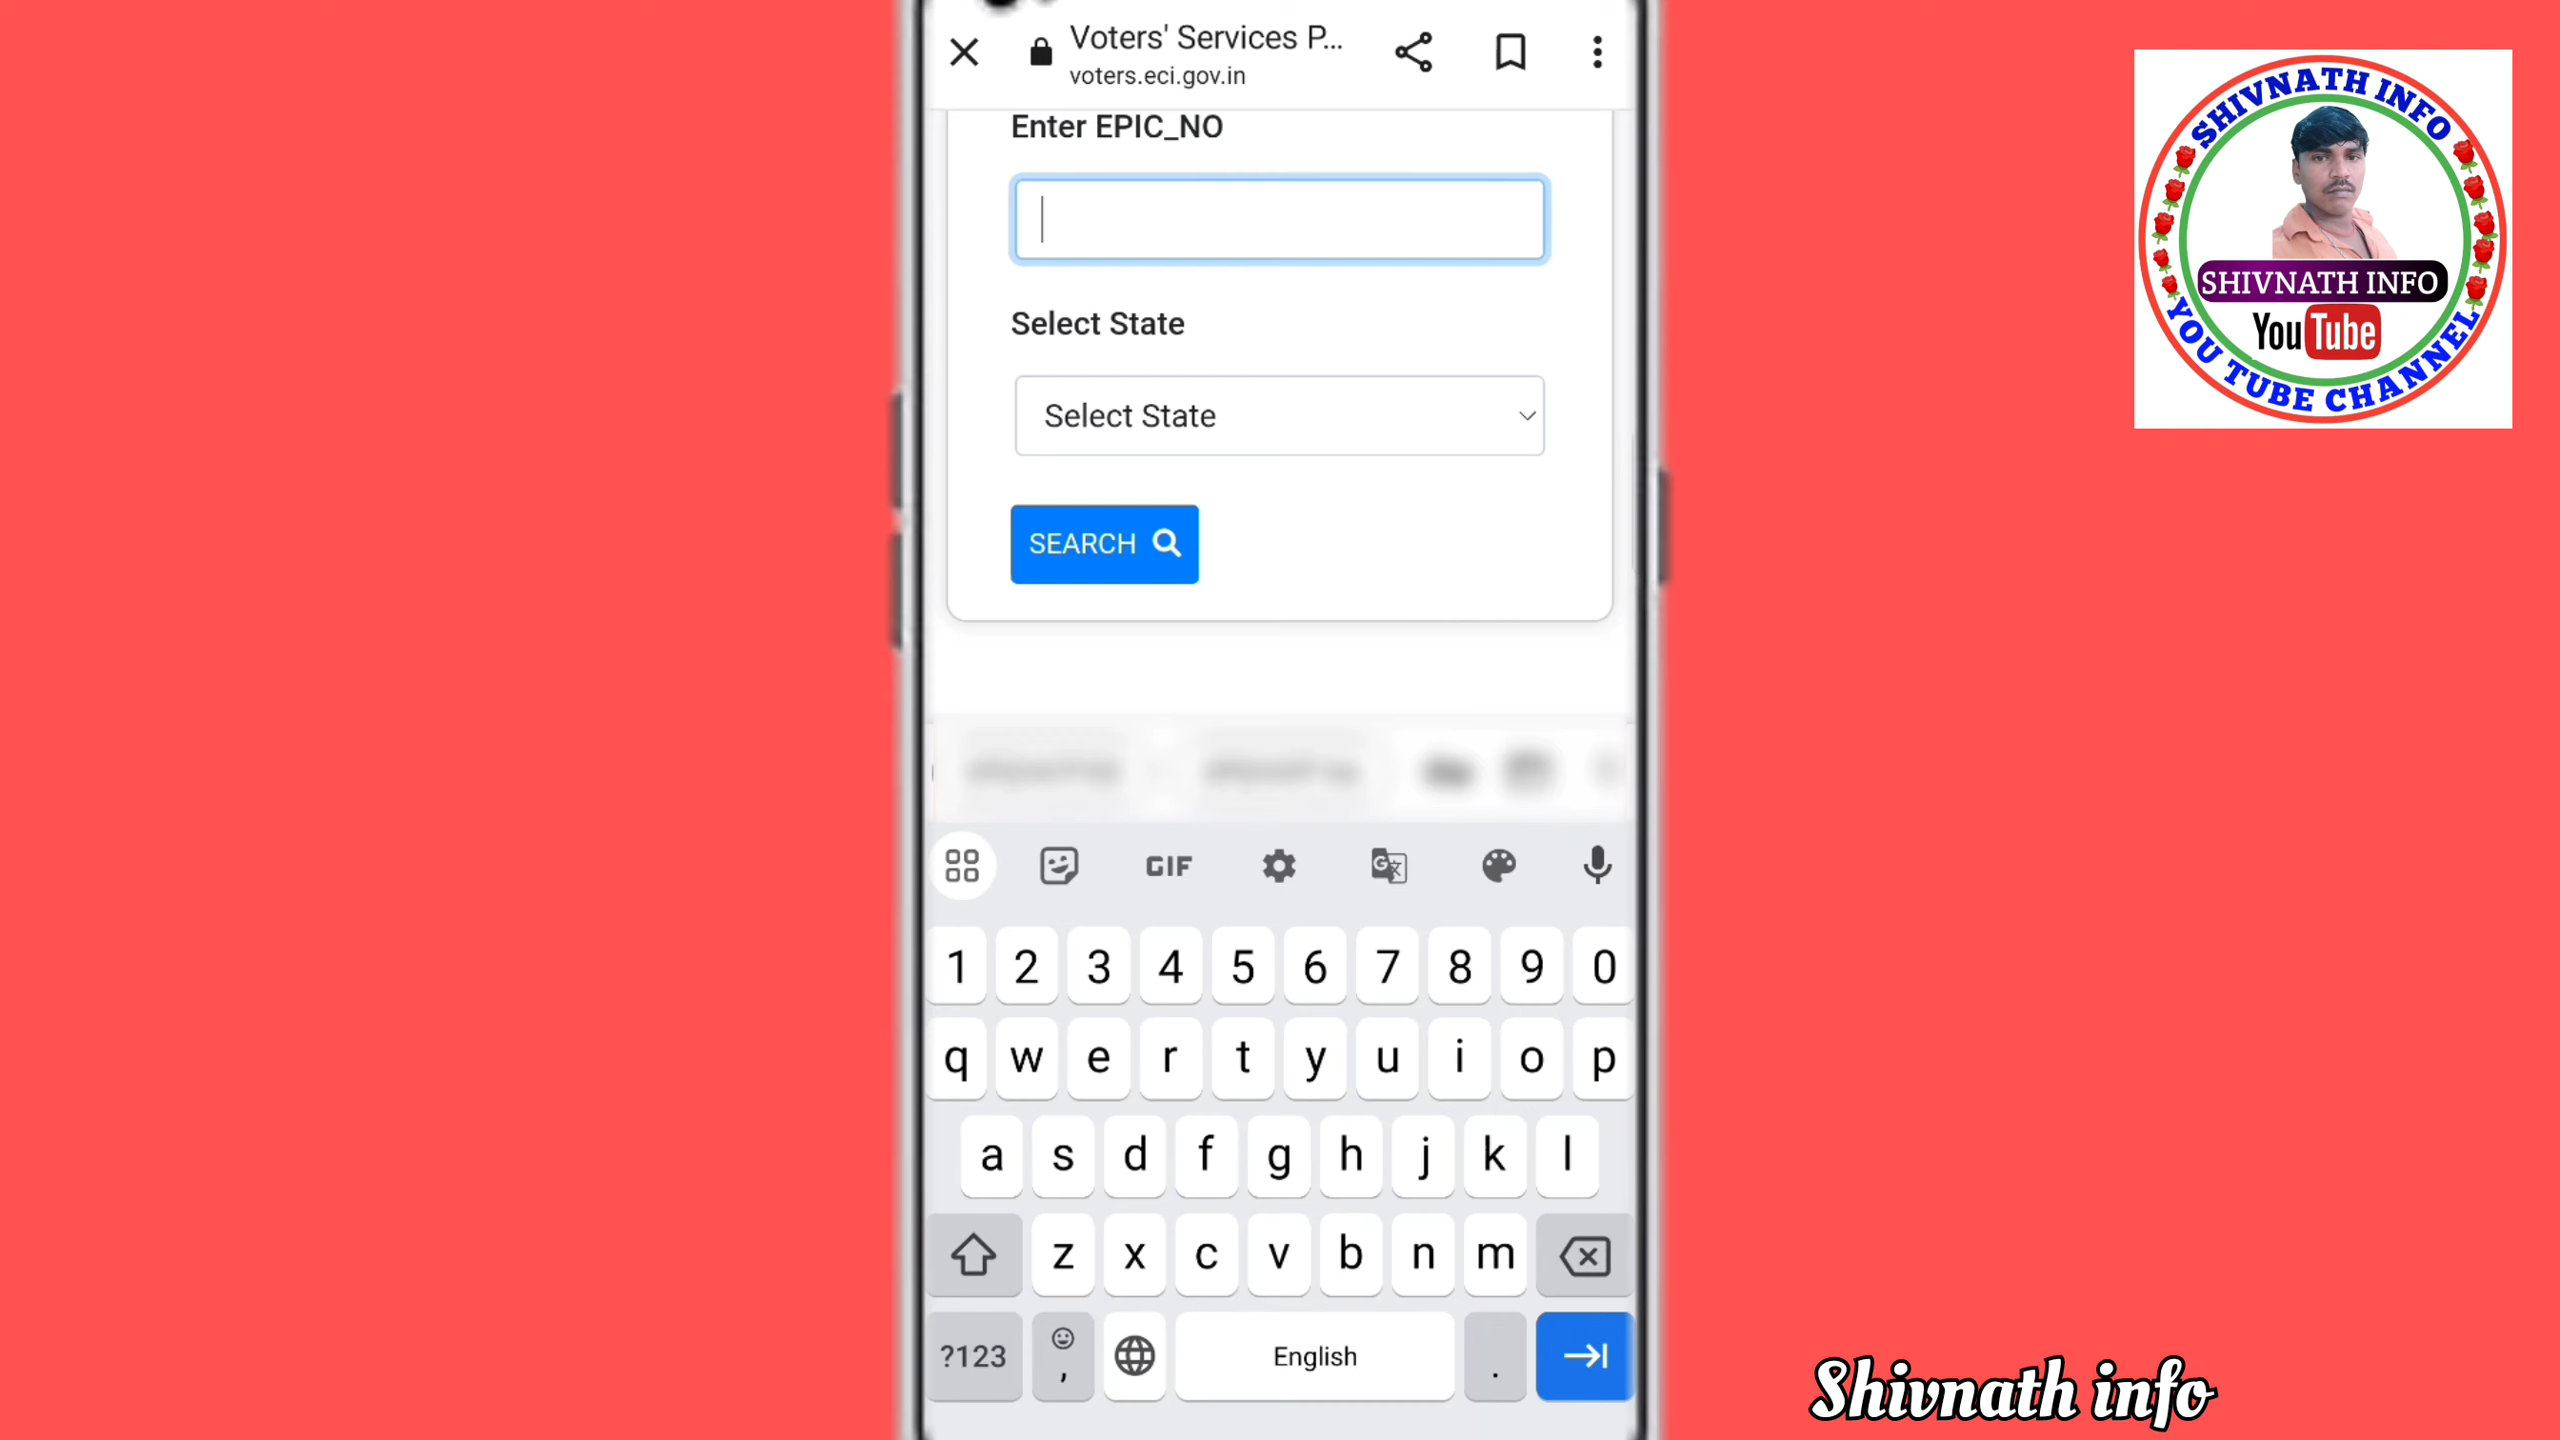 Voters' Services P...
voters.eci.gov.in
Enter EPIC_NO
Select State
Select State
SEARCH
GIF
1 2 3 4 5 6 7 8 9 0
q w e r t y u i o p
a s d f g h j k l
z x c v b n m
?123 , English .
SHIVNATH INFO
SHIVNATH INFO
YouTube
YOU TUBE CHANNEL
Shivnath info